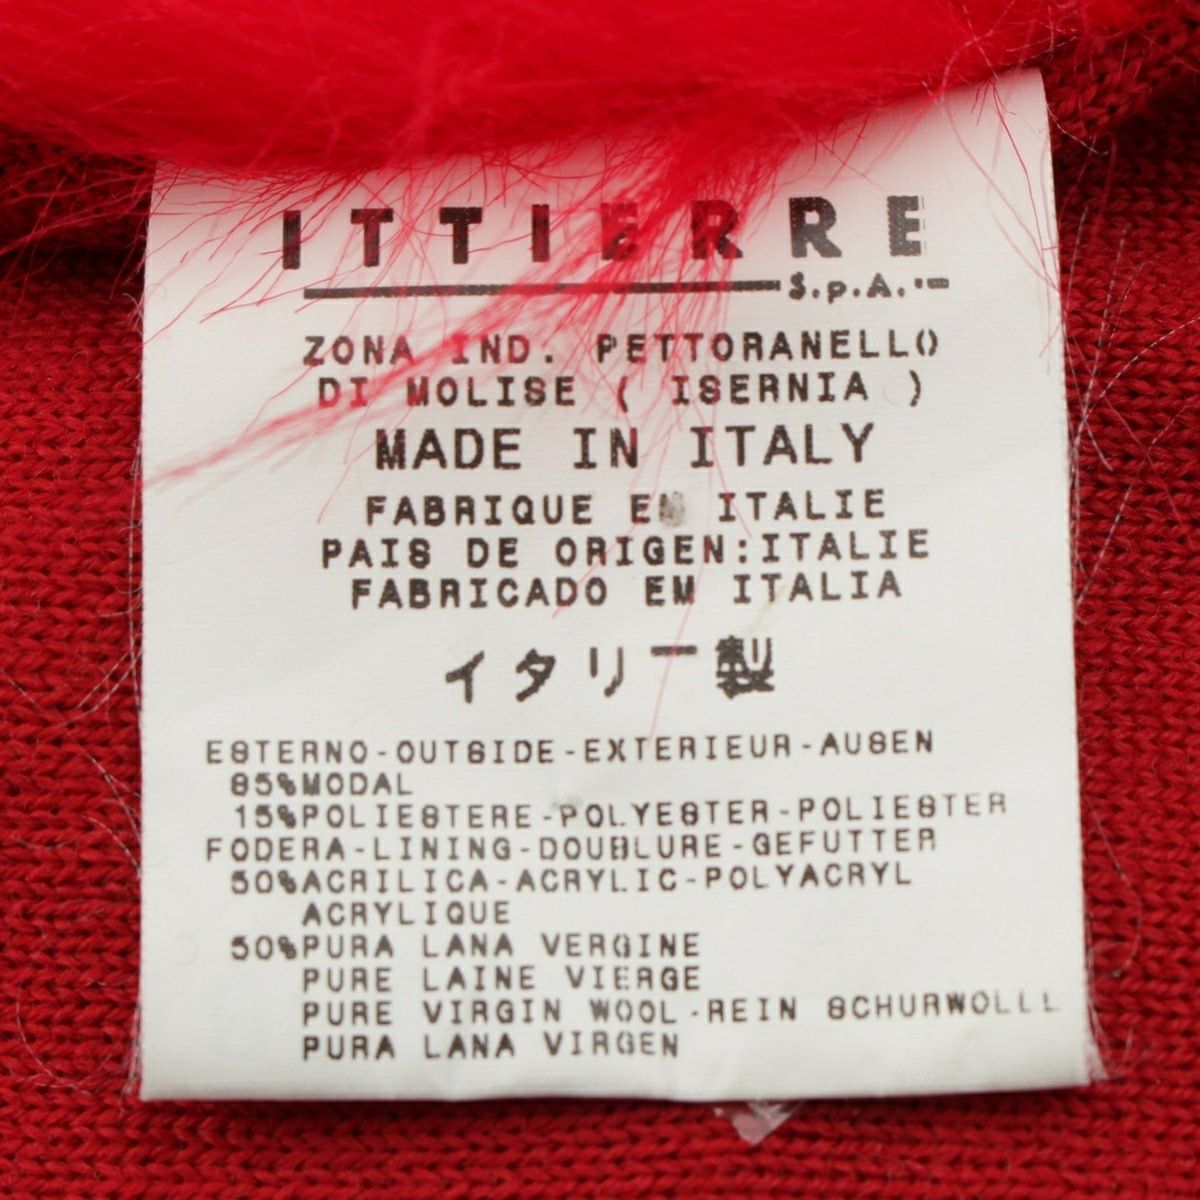 ITTIERRE
S.p.A.
ZONA IND. PETTORANELLO
DI MOLISE ( ISERNIA )
MADE IN ITALY
FABRIQUE EN ITALIE
PAIS DE ORIGEN:ITALIE
FABRICADO EM ITALIA
イタリー製
ESTERNO-OUTSIDE-EXTERIEUR-AUSEN
85%MODAL
15%POLIESTERE-POLYESTER-POLIESTER
FODERA-LINING-DOUBLURE-GEFUTTER
50%ACRILICA-ACRYLIC-POLYACRYL
ACRYLIQUE
50%PURA LANA VERGINE
PURE LAINE VIERGE
PURE VIRGIN WOOL-REIN SCHURWOLLL
PURA LANA VIRGEN